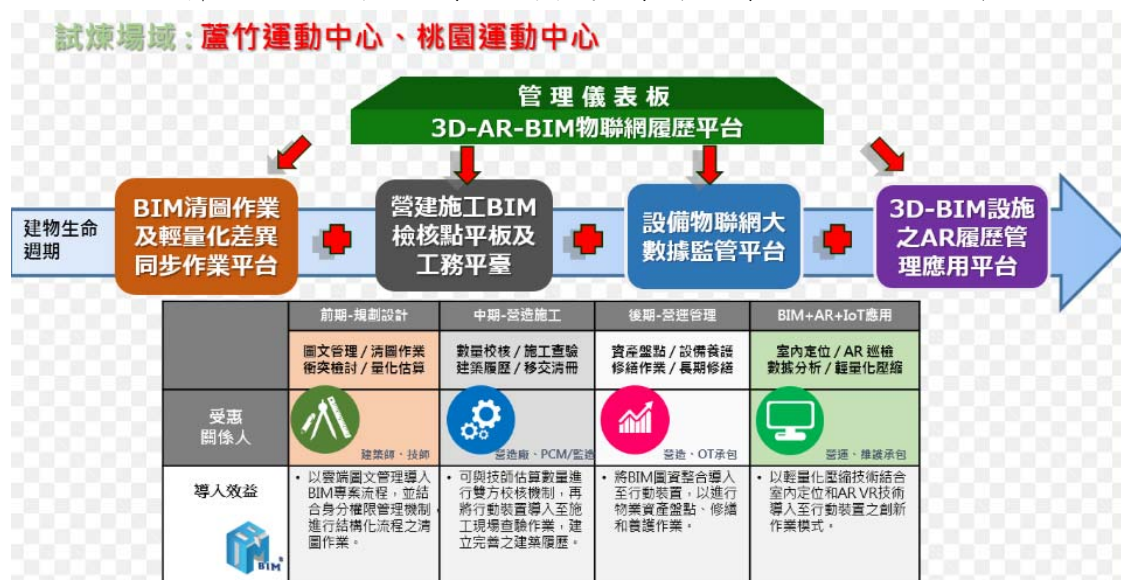 試煉場域：蘆竹運動中心、桃園運動中心
管理儀表板
3D-AR-BIM物聯網履歷平台
建物生命
週期
BIM清圖作業
及輕量化差異
同步作業平台
營建施工BIM
檢核點平板及
工務平臺
設備物聯網大
數據監管平台
3D-BIM設施
之AR履歷管
理應用平台
前期-規劃設計
中期-營造施工
後期-營運管理
BIM+AR+IoT應用
圖文管理/清圖作業
衝突檢討/量化估算
數量校核/施工查驗
建築履歷/移交清冊
資產盤點/設備養護
修繕作業/長期修繕
室內定位/AR 巡檢
數據分析/輕量化壓縮
受惠
關係人
建築師、技師
營造廠、PCM/監造
營造、OT承包
營運、維護承包
導入效益
BIM
• 以雲端圖文管理導入
BIM專案流程，並結
合身分權限管理機制，
進行結構化流程之清
圖作業。
• 可與技師估算數量進
行雙方校核機制，再
將行動裝置導入至施
工現場查驗作業，建
立完善之建築履歷。
• 將BIM圖資整合導入
至行動裝置，以進行
物業資產盤點、修繕
和養護作業。
• 以輕量化壓縮技術結合
室內定位和AR VR技術
導入至行動裝置之創新
作業模式。